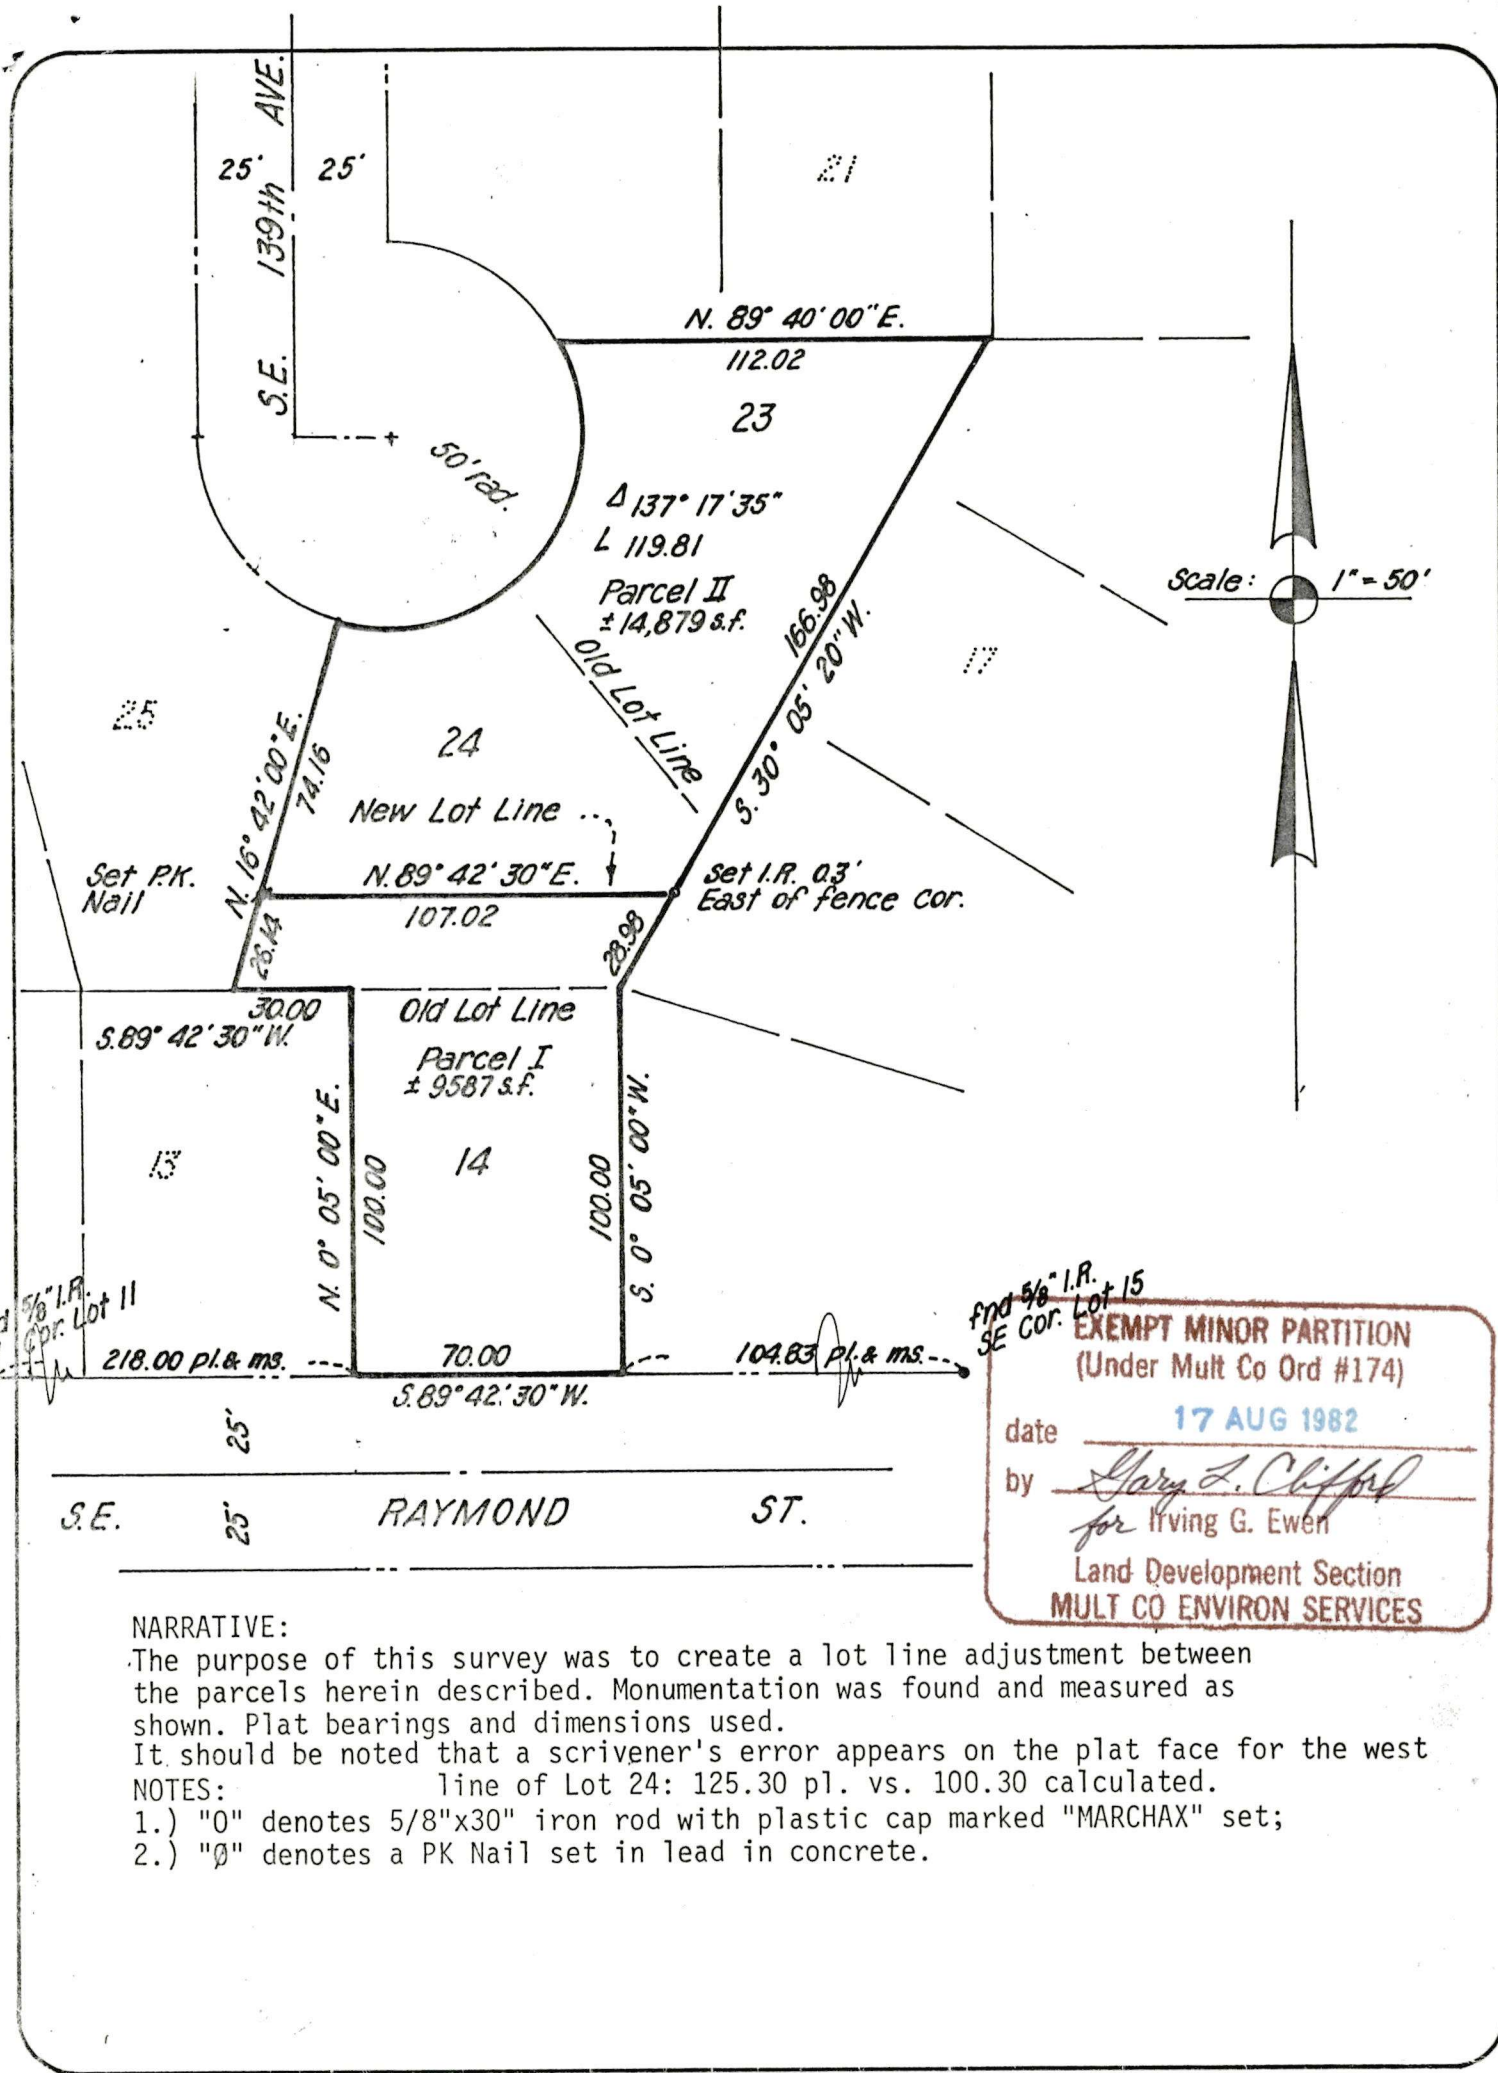 S.E. 139th AVE.
25' 25'
21
N. 89° 40' 00" E.
112.02
23
50' rad.
Δ 137° 17' 35"
L 119.81
Parcel II
± 14,879 s.f.
Old Lot Line
166.98
S. 30° 05' 20" W.
17
Scale: 1" = 50'
25
N. 16° 42' 00" E.
74.16
24
New Lot Line
Set P.K.
Nail
N. 89° 42' 30" E.
107.02
Set I.R. 0.3'
East of fence cor.
26.14
28.98
30.00
S. 89° 42' 30" W.
Old Lot Line
Parcel I
± 9587 s.f.
13
N. 0° 05' 00" E.
100.00
14
100.00
S. 0° 05' 00" W.
5/8" I.R.
Cor. Lot 11
218.00 pl. & ms.
70.00
S. 89° 42' 30" W.
104.83 pl. & ms.
fnd 5/8" I.R.
SE Cor. Lot 15
25'
25'
S.E. RAYMOND ST.
EXEMPT MINOR PARTITION
(Under Mult Co Ord #174)
date 17 AUG 1982
by Gary L. Clifford
for Irving G. Ewen
Land Development Section
MULT CO ENVIRON SERVICES
NARRATIVE:
The purpose of this survey was to create a lot line adjustment between
the parcels herein described. Monumentation was found and measured as
shown. Plat bearings and dimensions used.
It should be noted that a scrivener's error appears on the plat face for the west
line of Lot 24: 125.30 pl. vs. 100.30 calculated.
NOTES:
1.) "O" denotes 5/8"x30" iron rod with plastic cap marked "MARCHAX" set;
2.) "Ø" denotes a PK Nail set in lead in concrete.